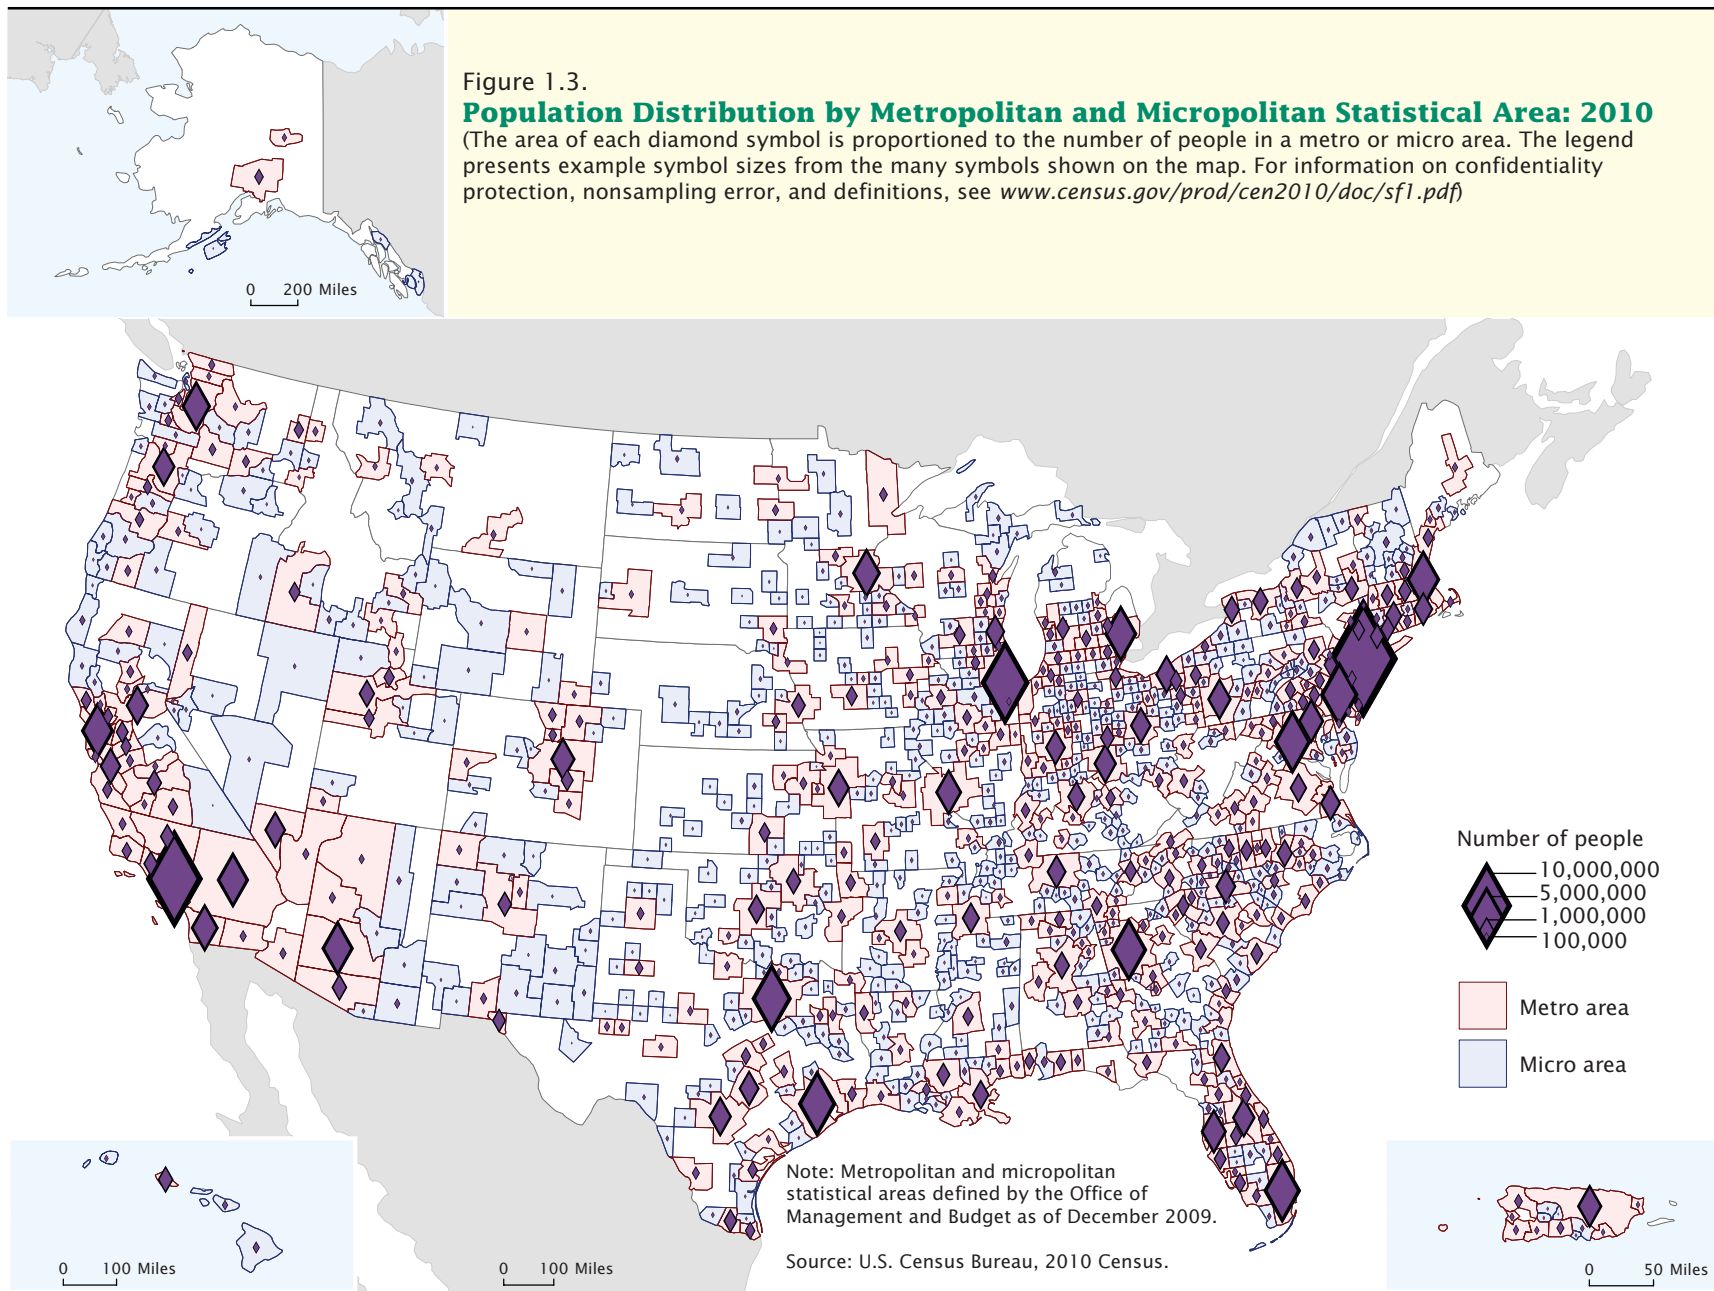 Figure 1.3.
Population Distribution by Metropolitan and Micropolitan Statistical Area: 2010
(The area of each diamond symbol is proportioned to the number of people in a metro or micro area. The legend
presents example symbol sizes from the many symbols shown on the map. For information on confidentiality
protection, nonsampling error, and definitions, see www.census.gov/prod/cen2010/doc/sf1.pdf)
0 200 Miles
Number of people
10,000,000
5,000,000
1,000,000
100,000
Metro area
Micro area
Note: Metropolitan and micropolitan
statistical areas defined by the Office of
Management and Budget as of December 2009.
Source: U.S. Census Bureau, 2010 Census.
0 100 Miles
0 100 Miles
0 50 Miles